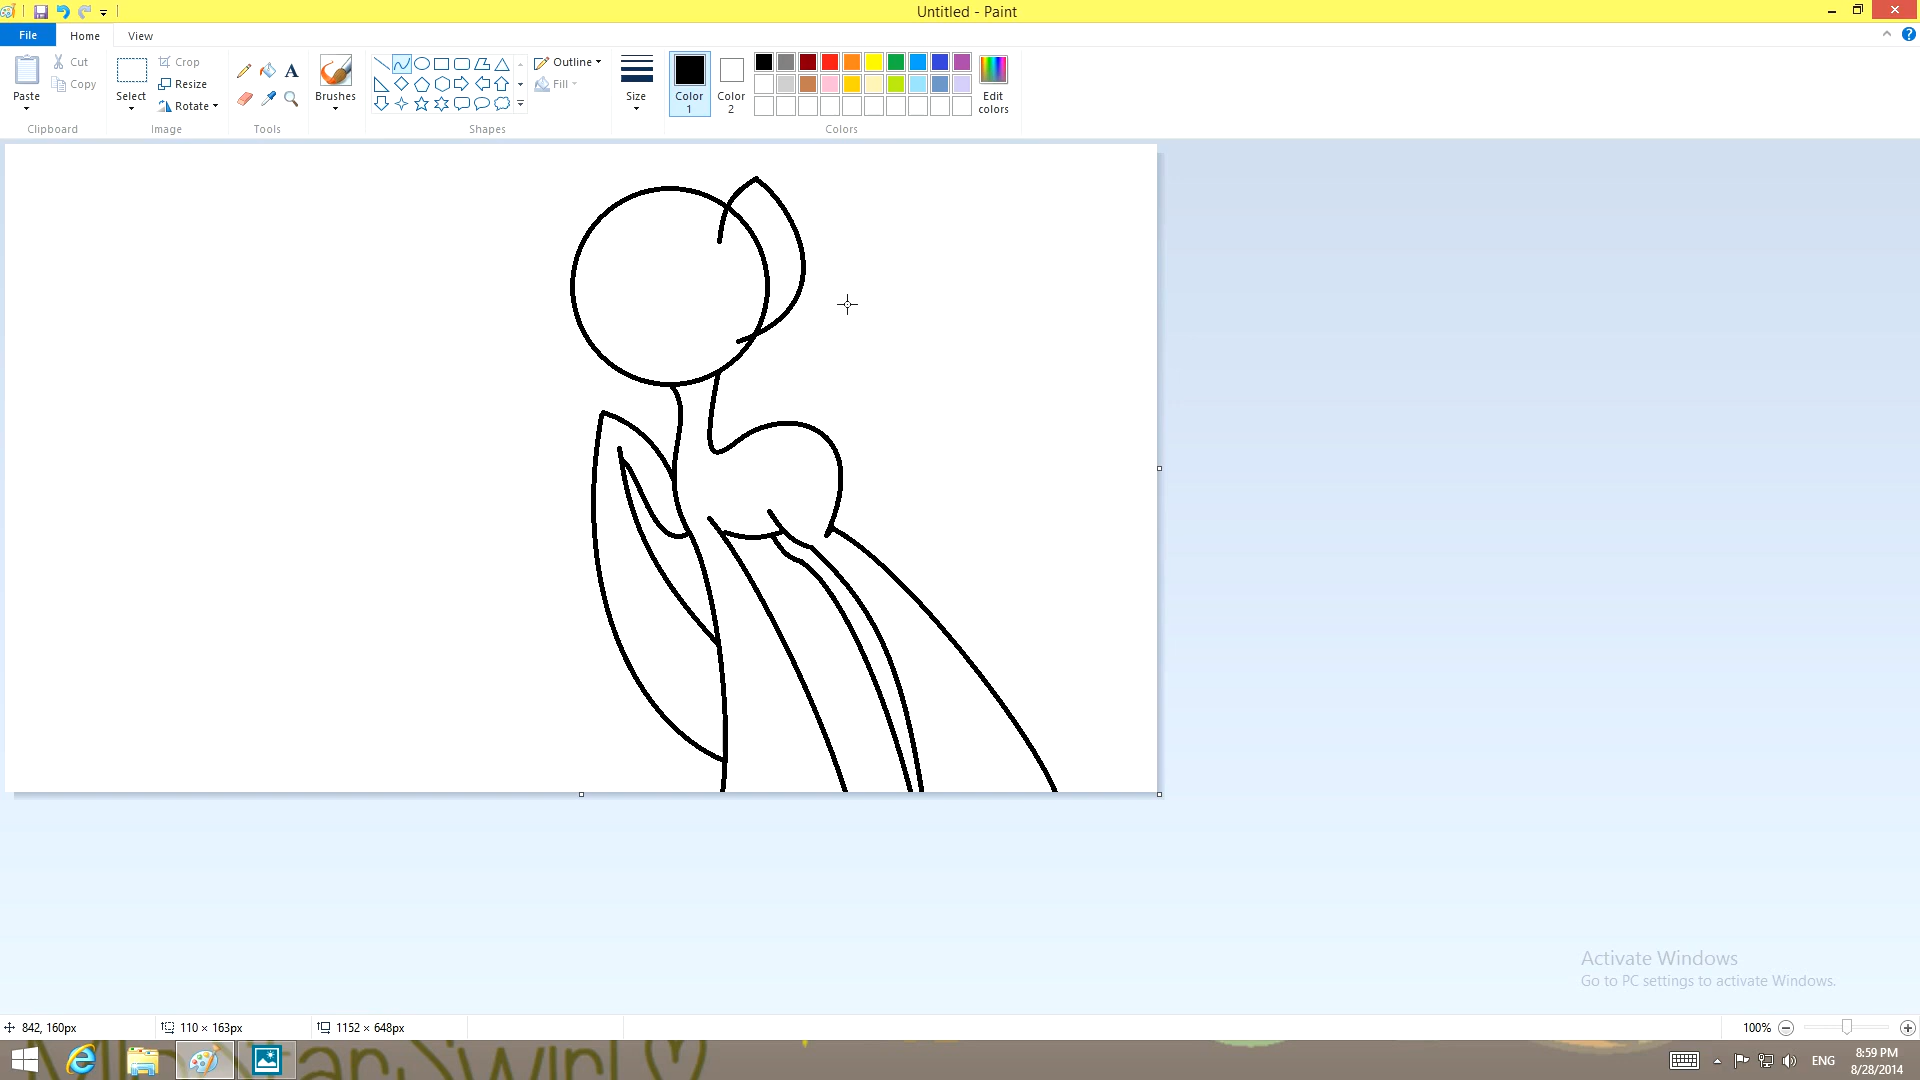 Untitled - Paint
File Home View
Paste Cut Copy Clipboard
Select Crop Resize Rotate Image
A Tools
Brushes
Outline Fill Shapes
Size
Color 1 Color 2 Edit colors Colors
Activate Windows
Go to PC settings to activate Windows.
842, 160px 110 × 163px 1152 × 648px 100%
ENG 8:59 PM
8/28/2014